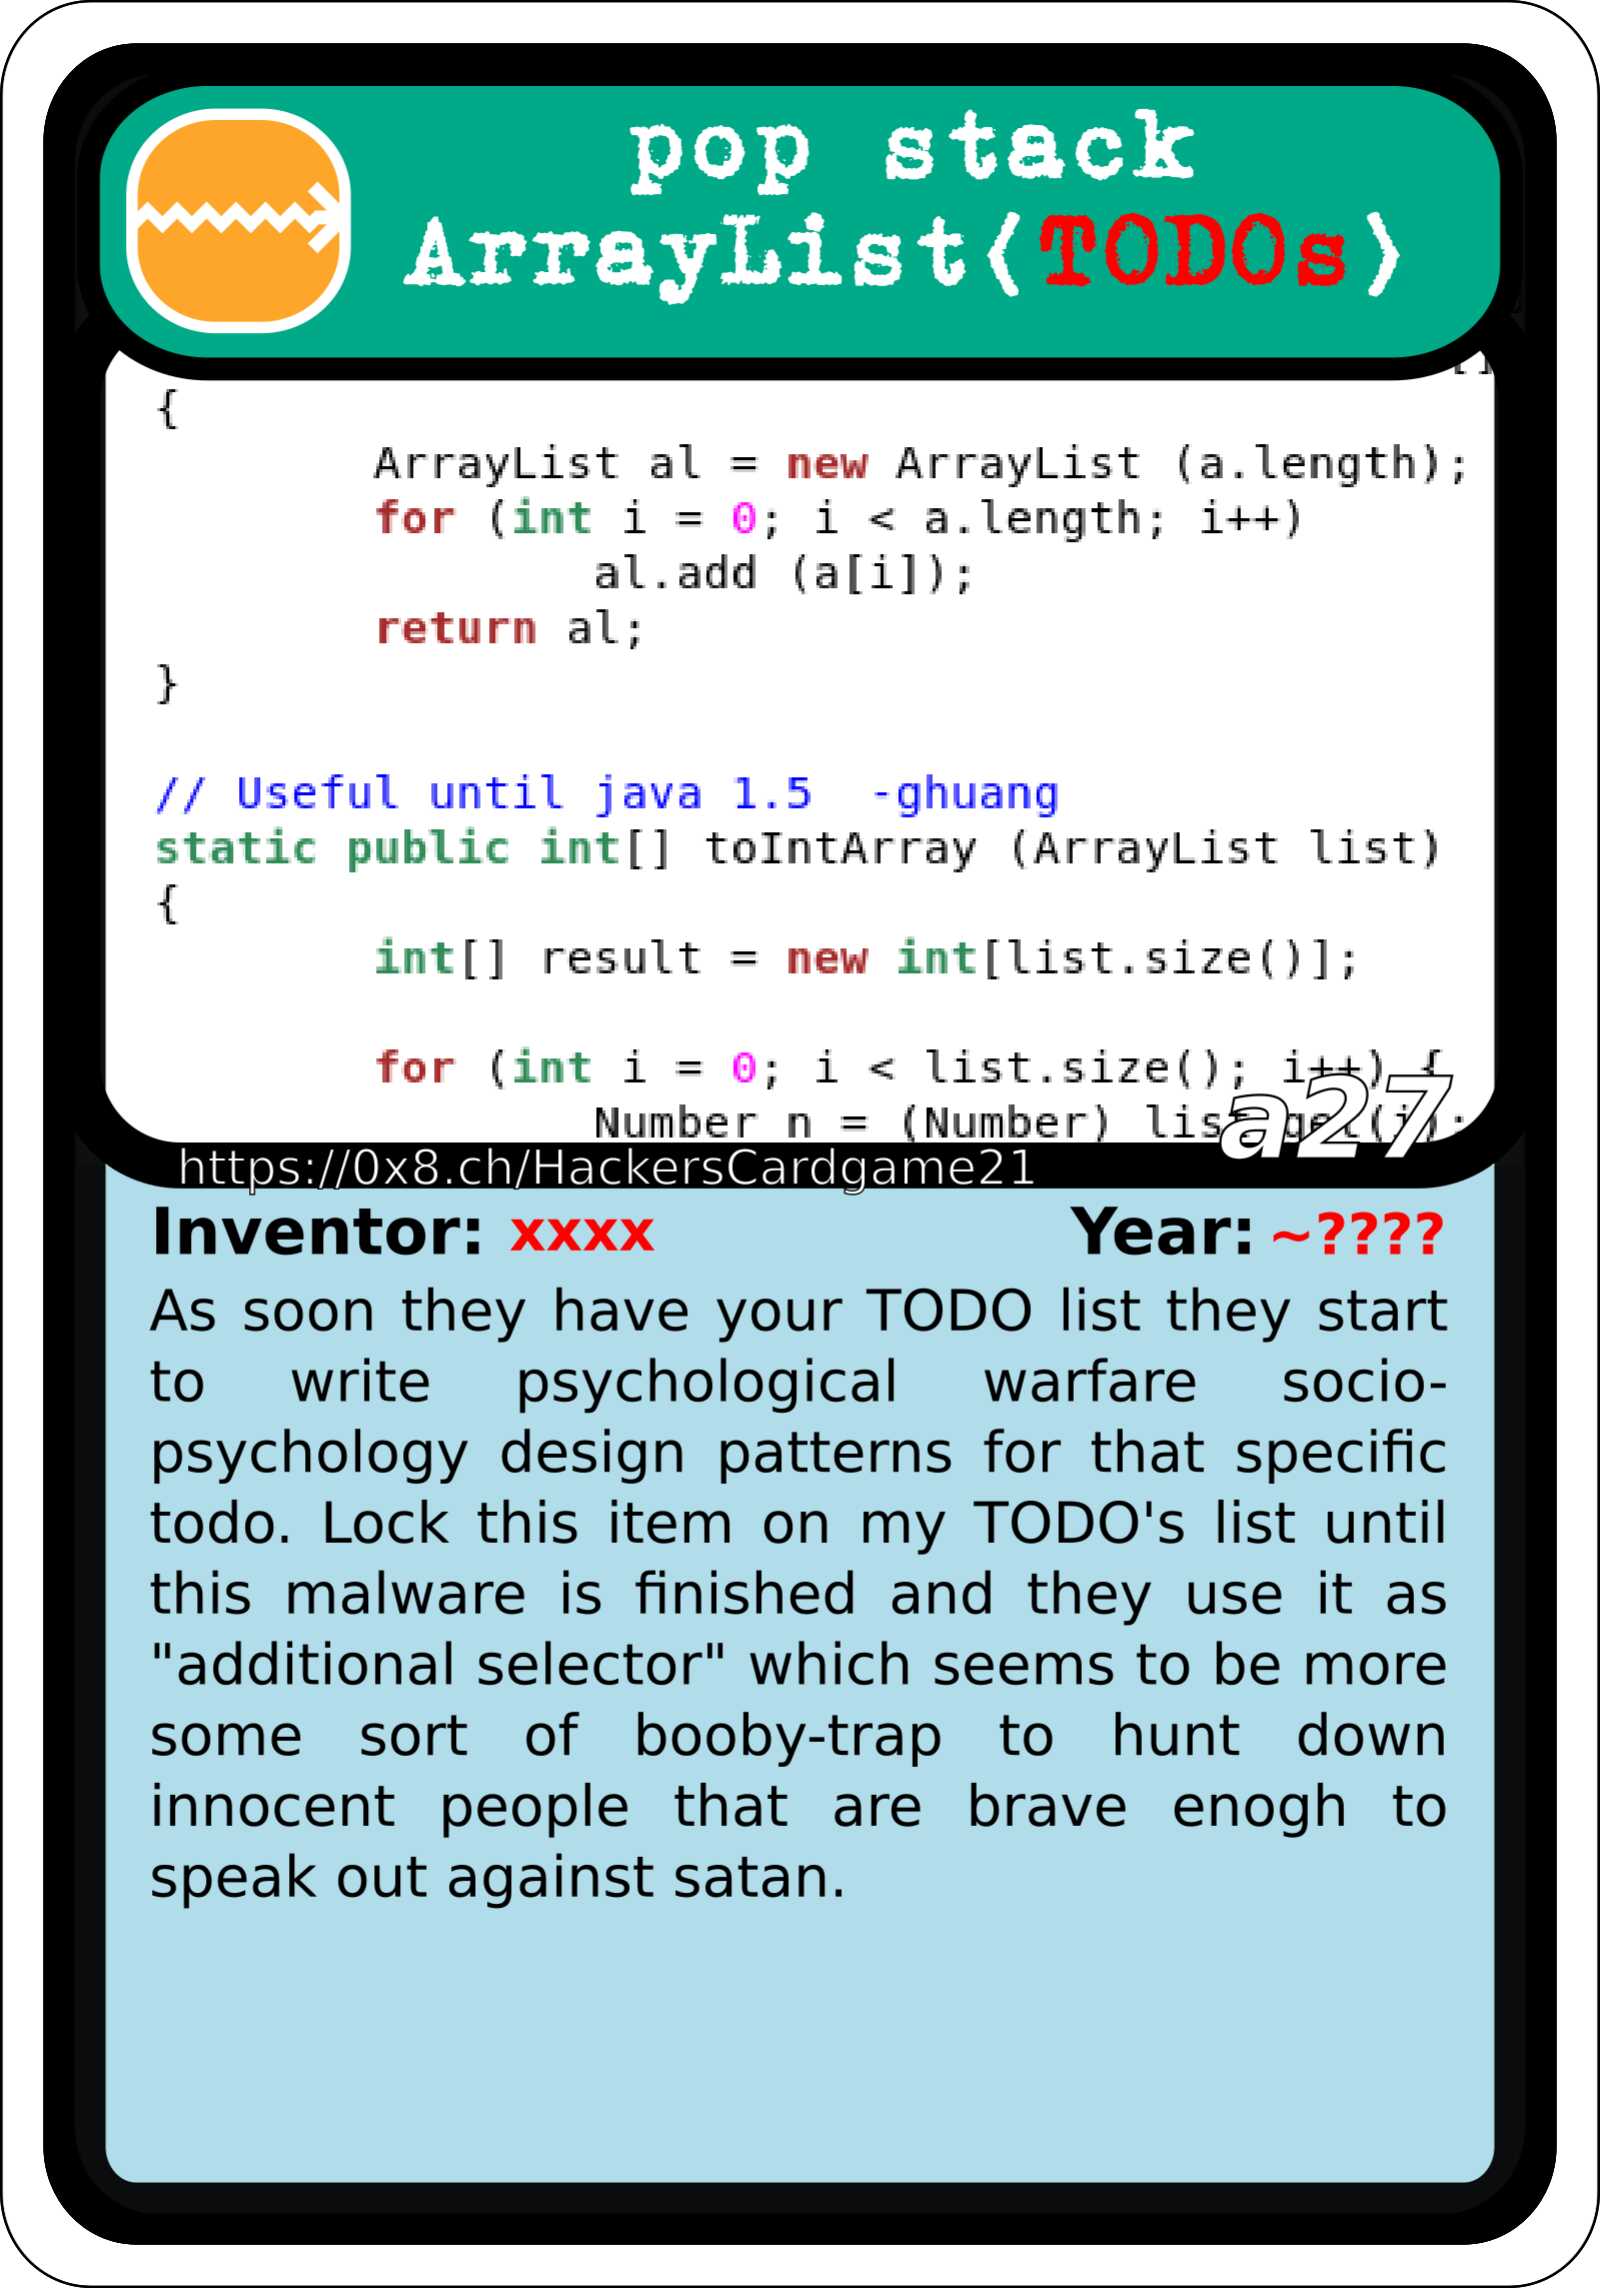 pop stack
ArrayList(TODOs)
[]
{
ArrayList al = new ArrayList (a.length);
for (int i = 0; i < a.length; i++)
al.add (a[i]);
return al;
}
// Useful until java 1.5  -ghuang
static public int[] toIntArray (ArrayList list)
{
int[] result = new int[list.size()];
for (int i = 0; i < list.size(); i++) {
Number n = (Number) list.get(i);
a27
https://0x8.ch/HackersCardgame21
Inventor: xxxx Year: ~????
As soon they have your TODO list they start
to write psychological warfare socio-
psychology design patterns for that specific
todo. Lock this item on my TODO's list until
this malware is finished and they use it as
"additional selector" which seems to be more
some sort of booby-trap to hunt down
innocent people that are brave enogh to
speak out against satan.